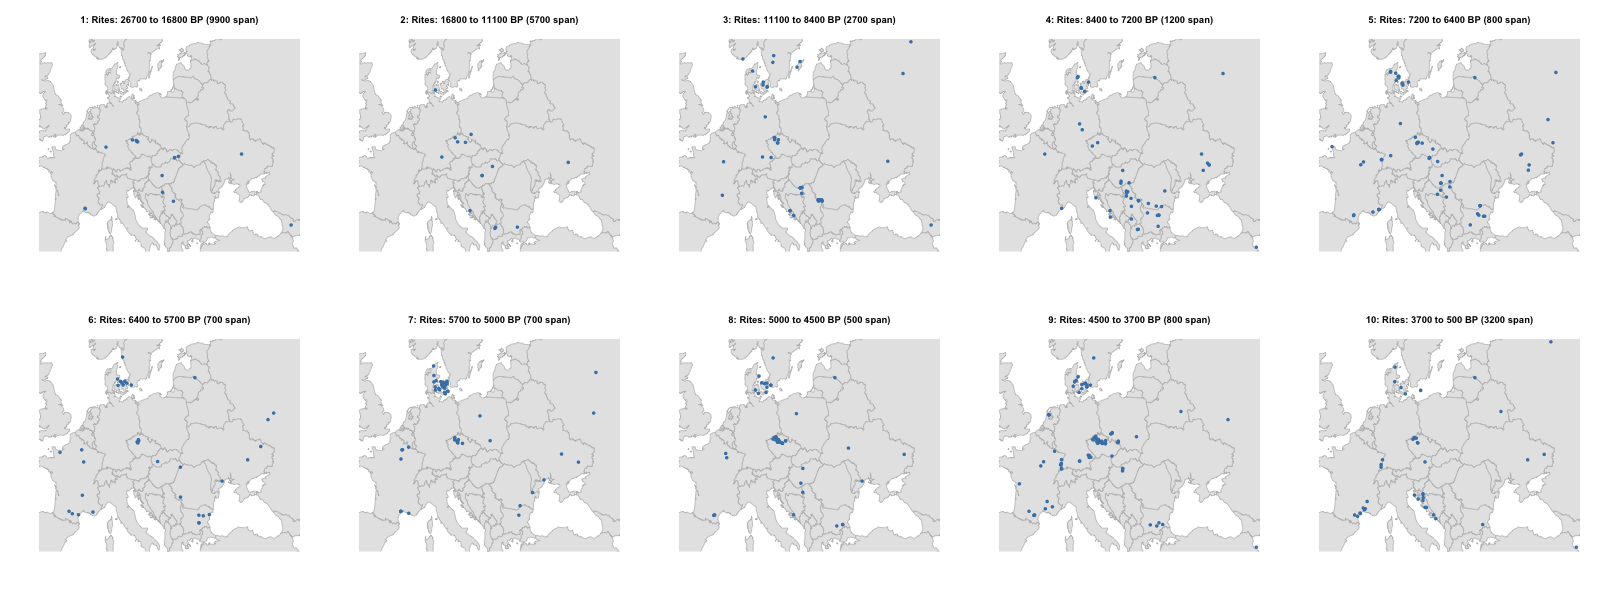 1: Rites: 26700 to 16800 BP (9900 span)
2: Rites: 16800 to 11100 BP (5700 span)
3: Rites: 11100 to 8400 BP (2700 span)
4: Rites: 8400 to 7200 BP (1200 span)
5: Rites: 7200 to 6400 BP (800 span)
6: Rites: 6400 to 5700 BP (700 span)
7: Rites: 5700 to 5000 BP (700 span)
8: Rites: 5000 to 4500 BP (500 span)
9: Rites: 4500 to 3700 BP (800 span)
10: Rites: 3700 to 500 BP (3200 span)